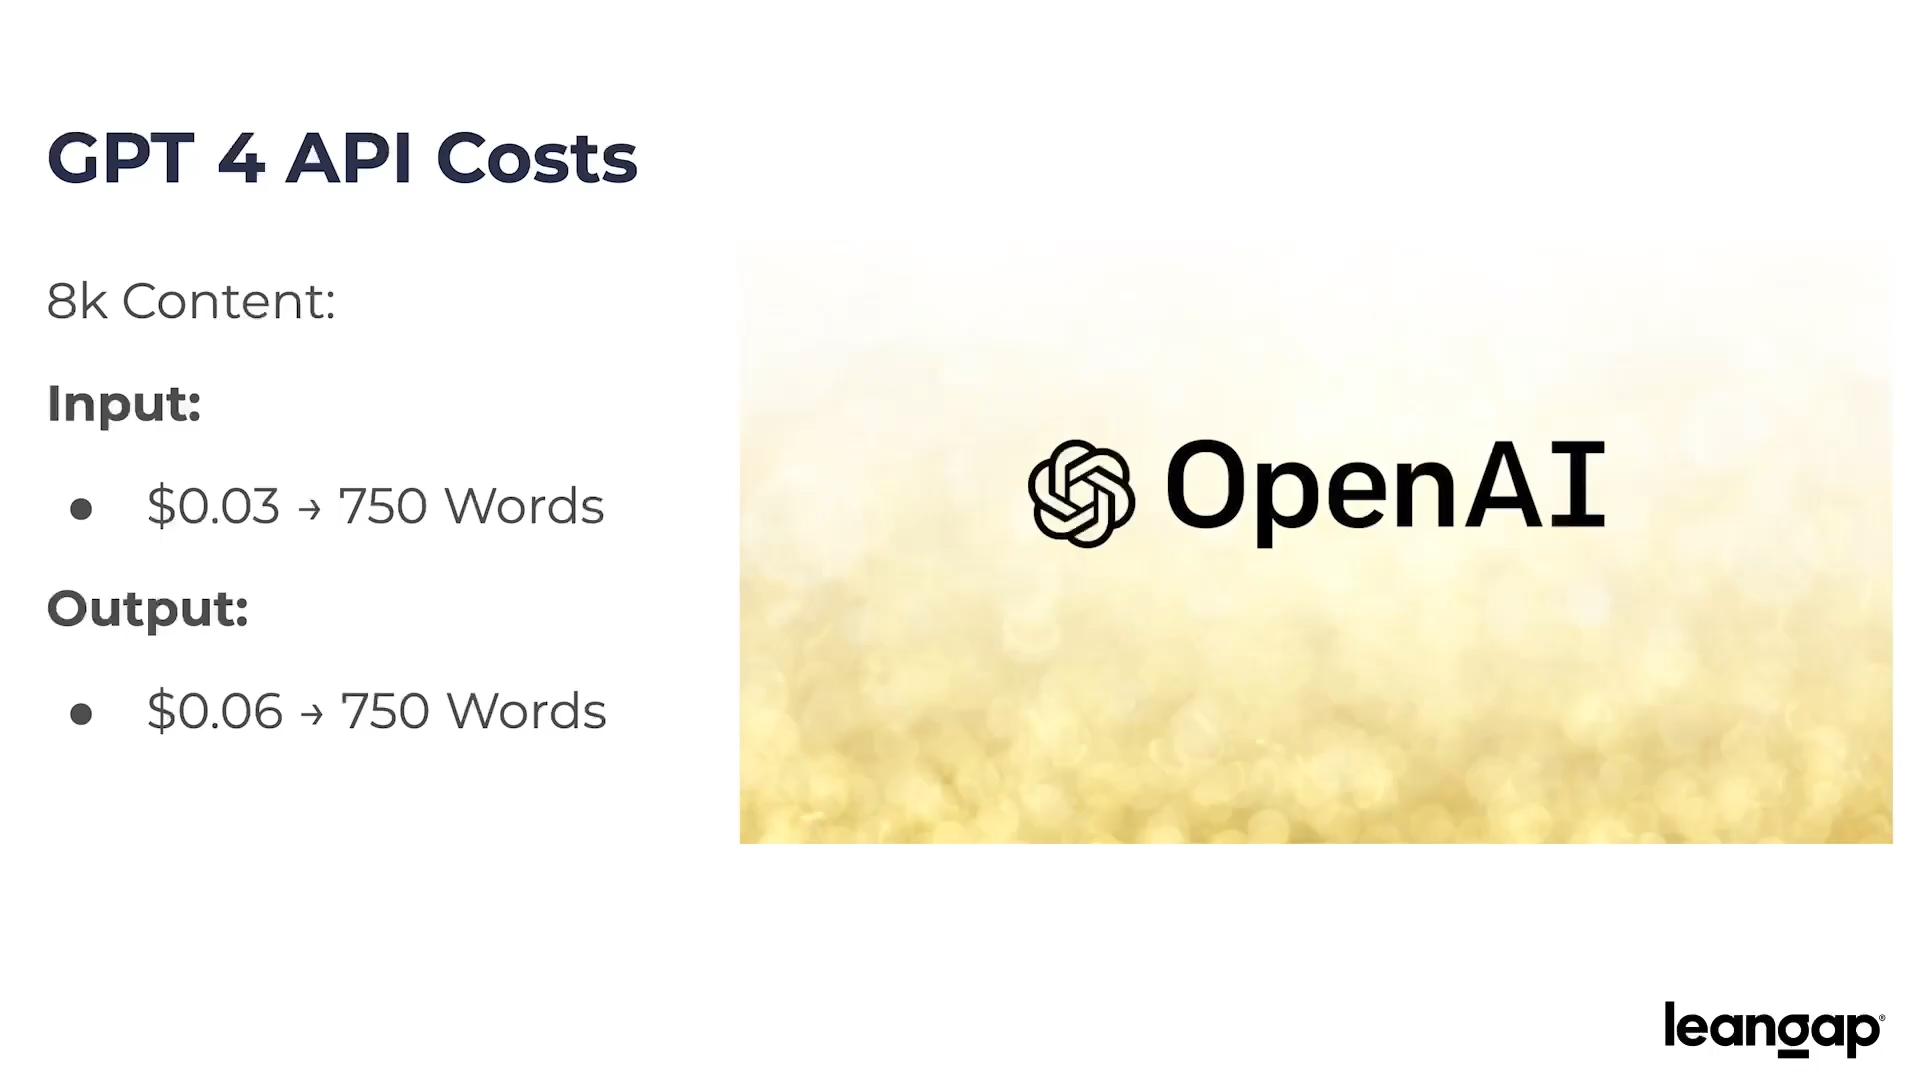 GPT 4 API Costs
8k Content:
Input:
● $0.03 → 750 Words
Output:
● $0.06 → 750 Words
OpenAI
leangap®